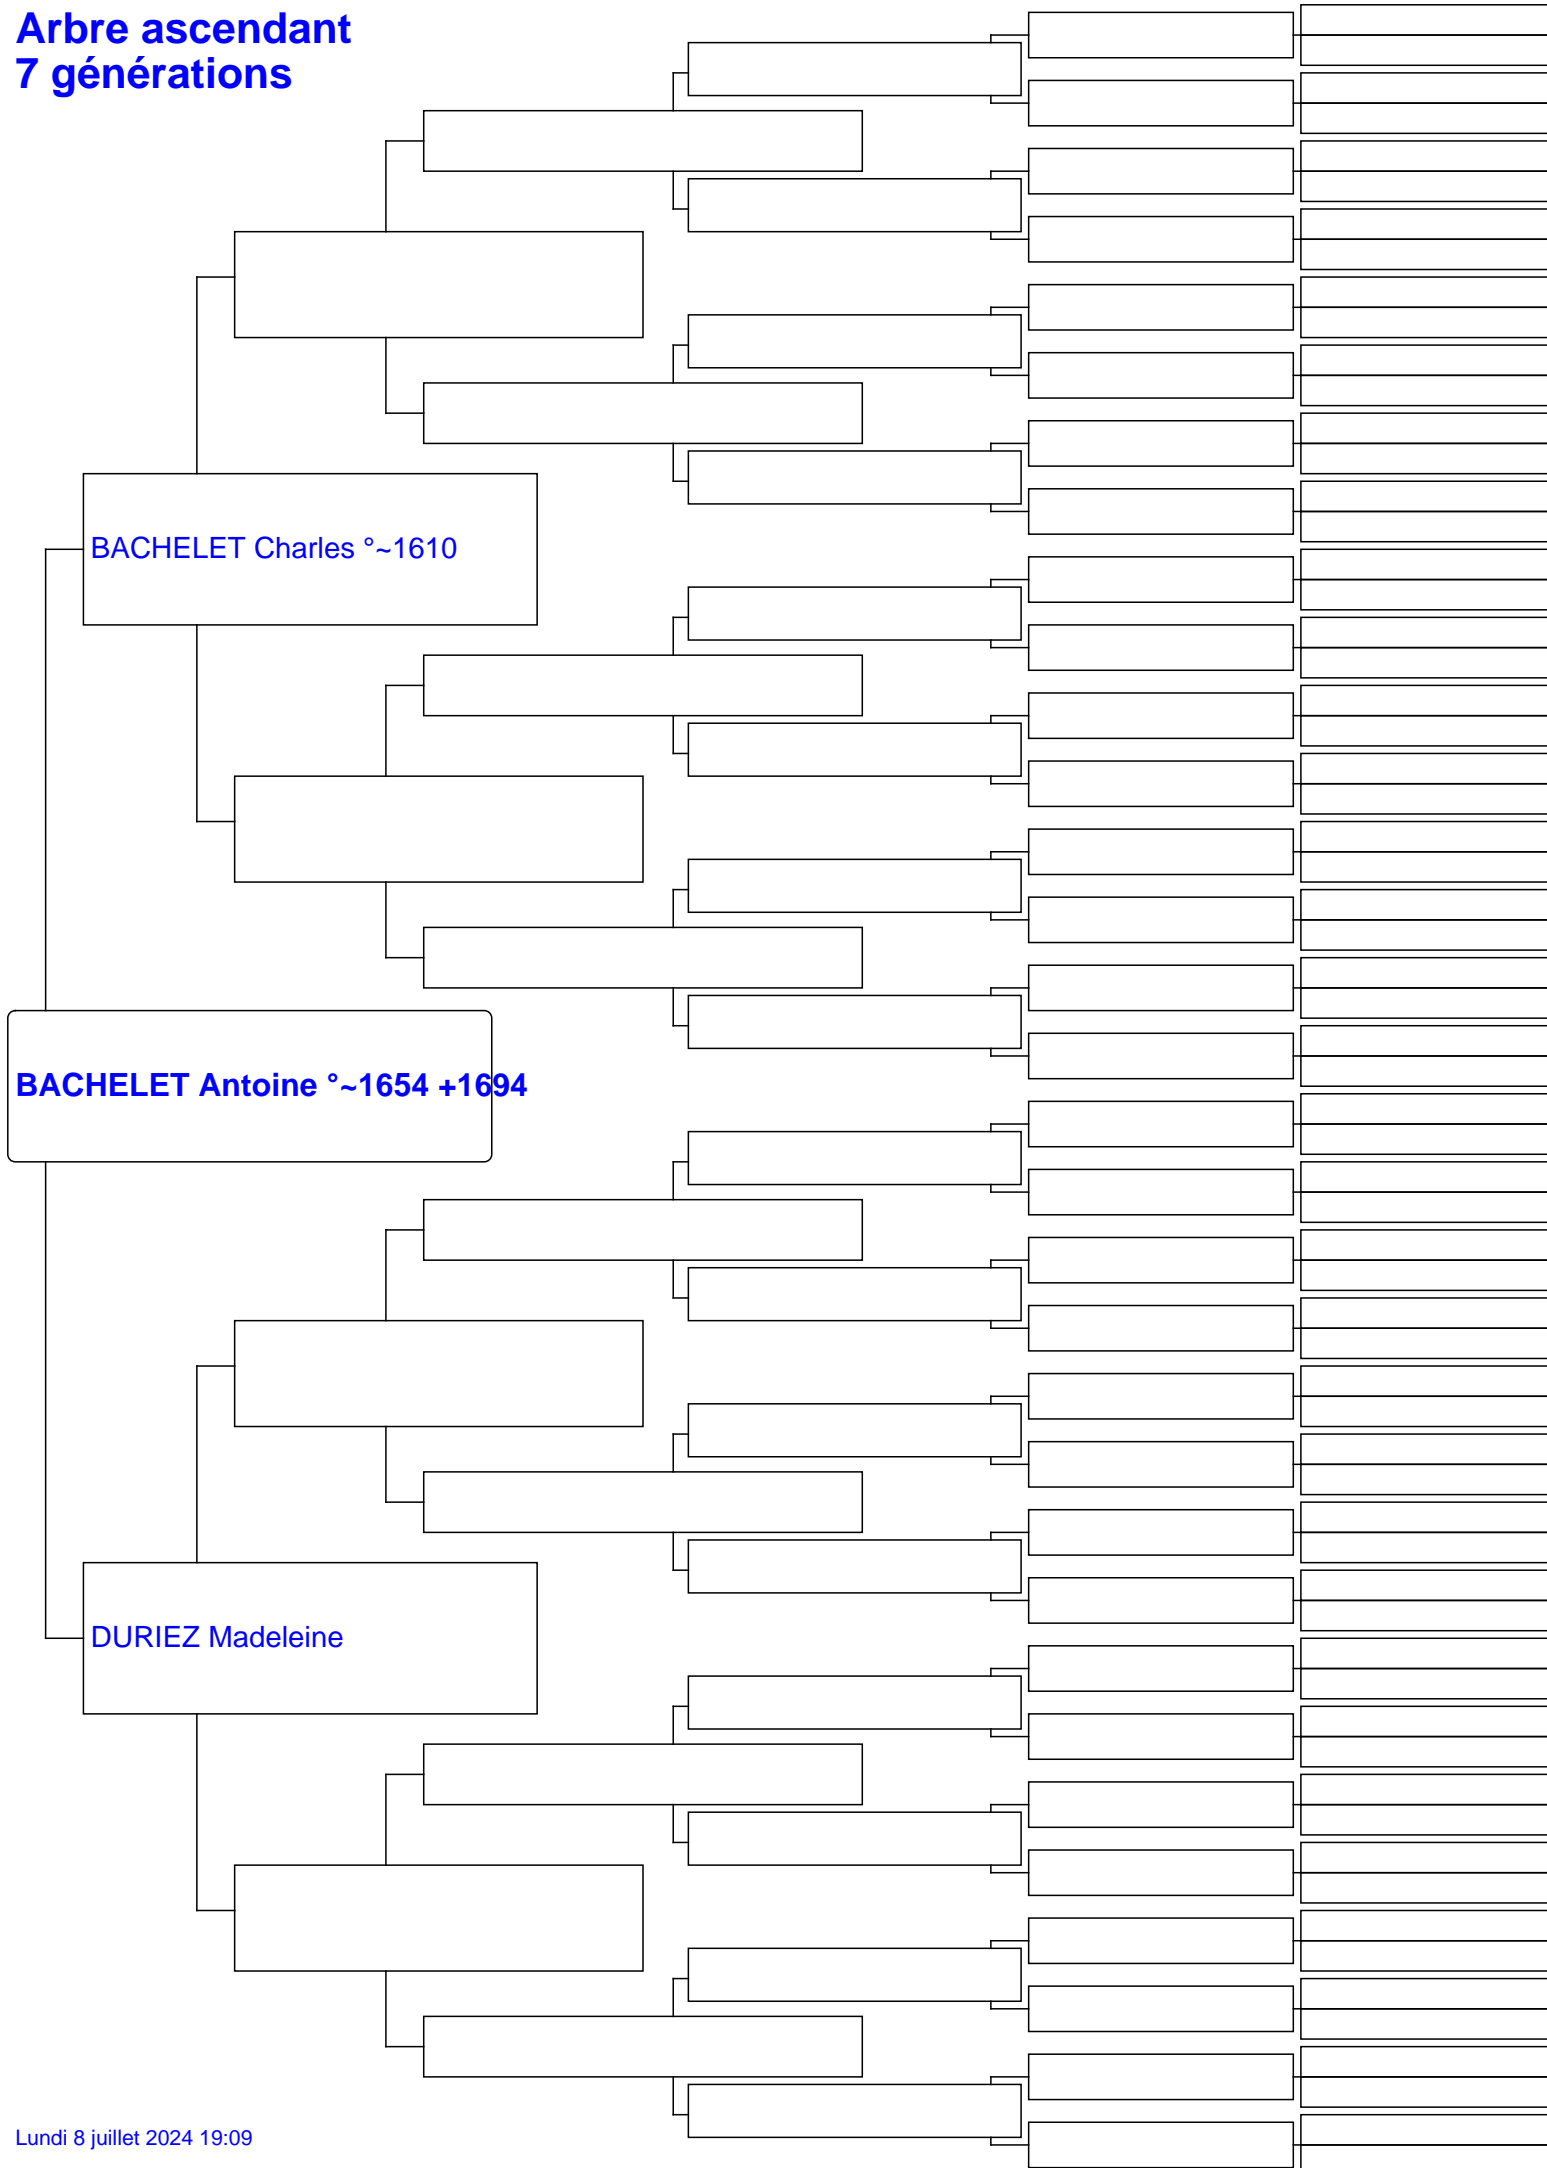 Arbre ascendant
7 générations
BACHELET Charles °~1610
BACHELET Antoine °~1654 +1694
DURIEZ Madeleine
Lundi 8 juillet 2024 19:09